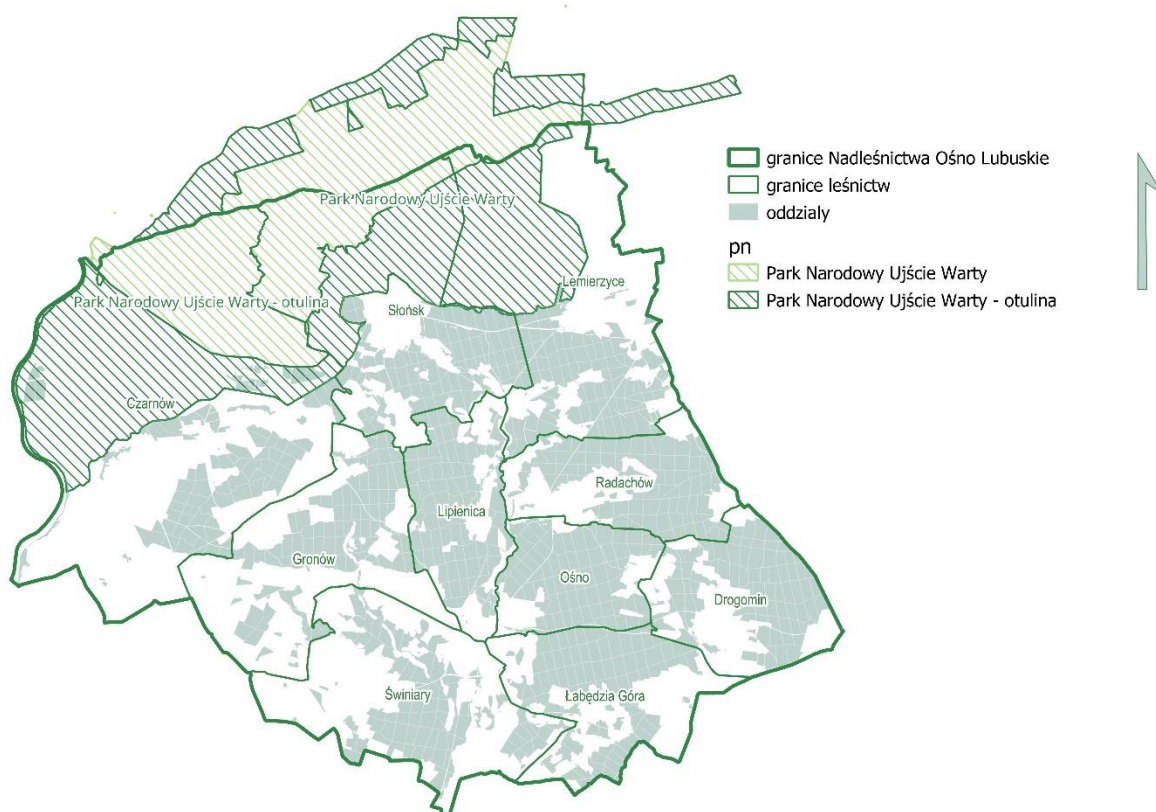 granice Nadleśnictwa Ośno Lubuskie
granice leśnictw
oddziały
pn
Park Narodowy Ujście Warty
Park Narodowy Ujście Warty - otulina
Park Narodowy Ujście Warty
Park Narodowy Ujście Warty - otulina
Lemierzyce
Słońsk
Czarnów
Radachów
Lipienica
Gronów
Ośno
Drogomin
Świniary
Łabędzia Góra